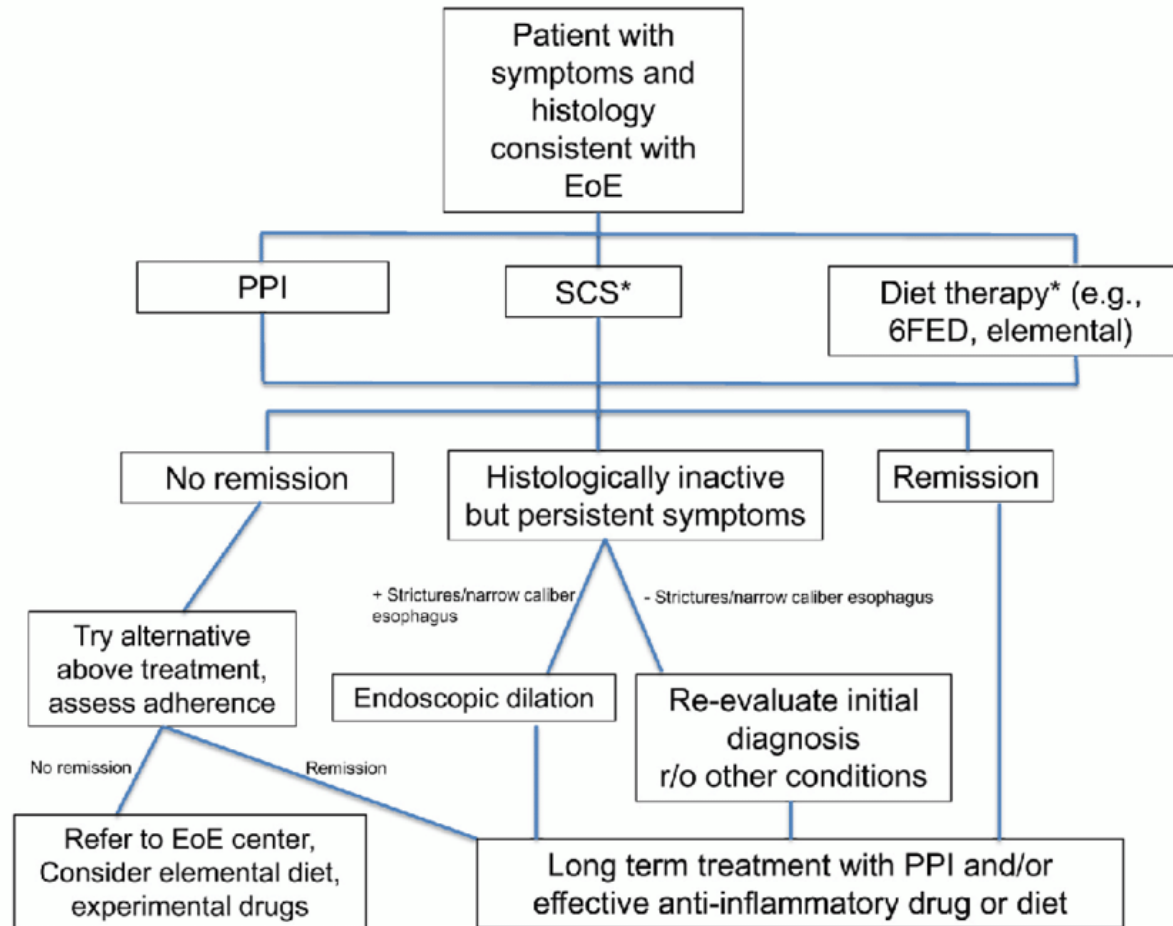 Patient with
symptoms and
histology
consistent with
EoE
PPI
SCS*
Diet therapy* (e.g.,
6FED, elemental)
No remission
Histologically inactive
but persistent symptoms
Remission
+ Strictures/narrow caliber
esophagus
- Strictures/narrow caliber esophagus
Try alternative
above treatment,
assess adherence
Endoscopic dilation
Re-evaluate initial
diagnosis
r/o other conditions
No remission
Remission
Refer to EoE center,
Consider elemental diet,
experimental drugs
Long term treatment with PPI and/or
effective anti-inflammatory drug or diet